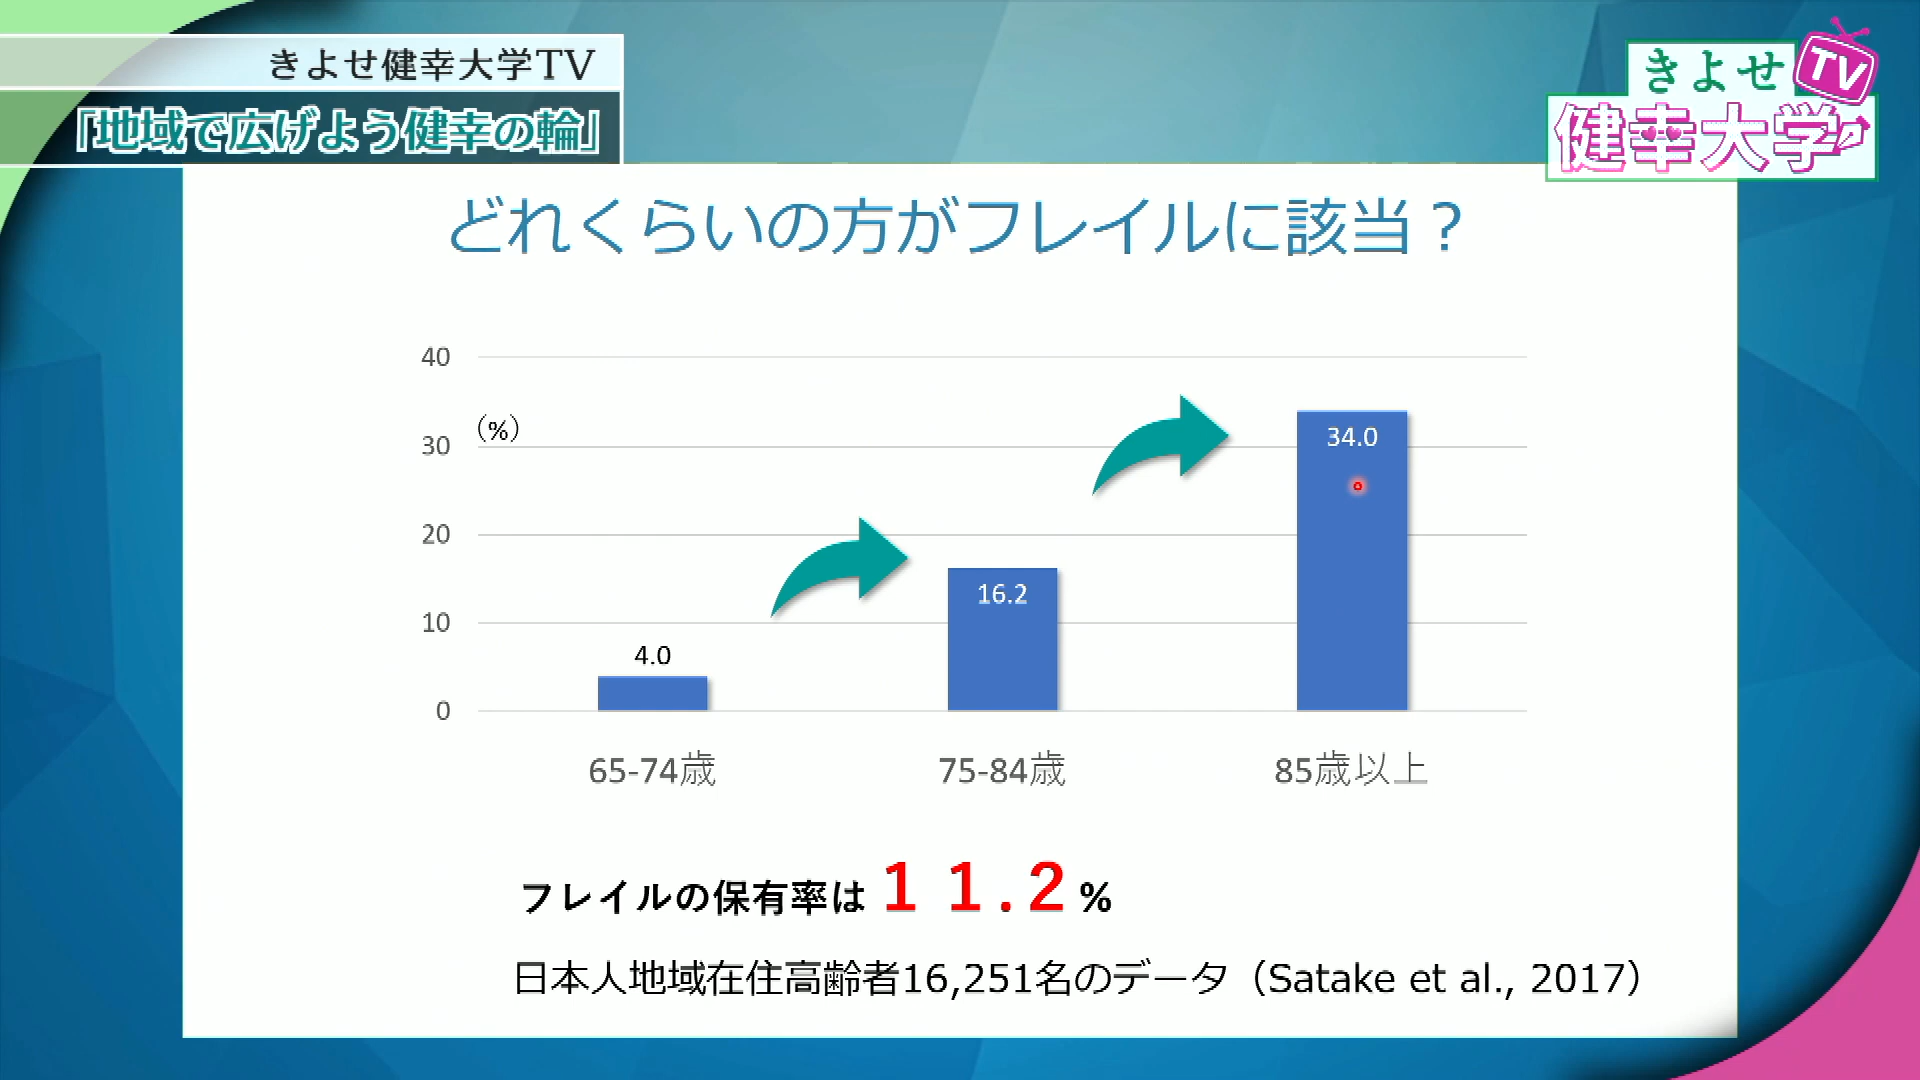 きよせ健幸大学TV
「地域で広げよう健幸の輪」
きよせ
TV
健幸大学
どれくらいの方がフレイルに該当？
40
(%)
30
20
10
0
4.0
16.2
34.0
65-74歳
75-84歳
85歳以上
フレイルの保有率は１１.２%
日本人地域在住高齢者16,251名のデータ（Satake et al., 2017）